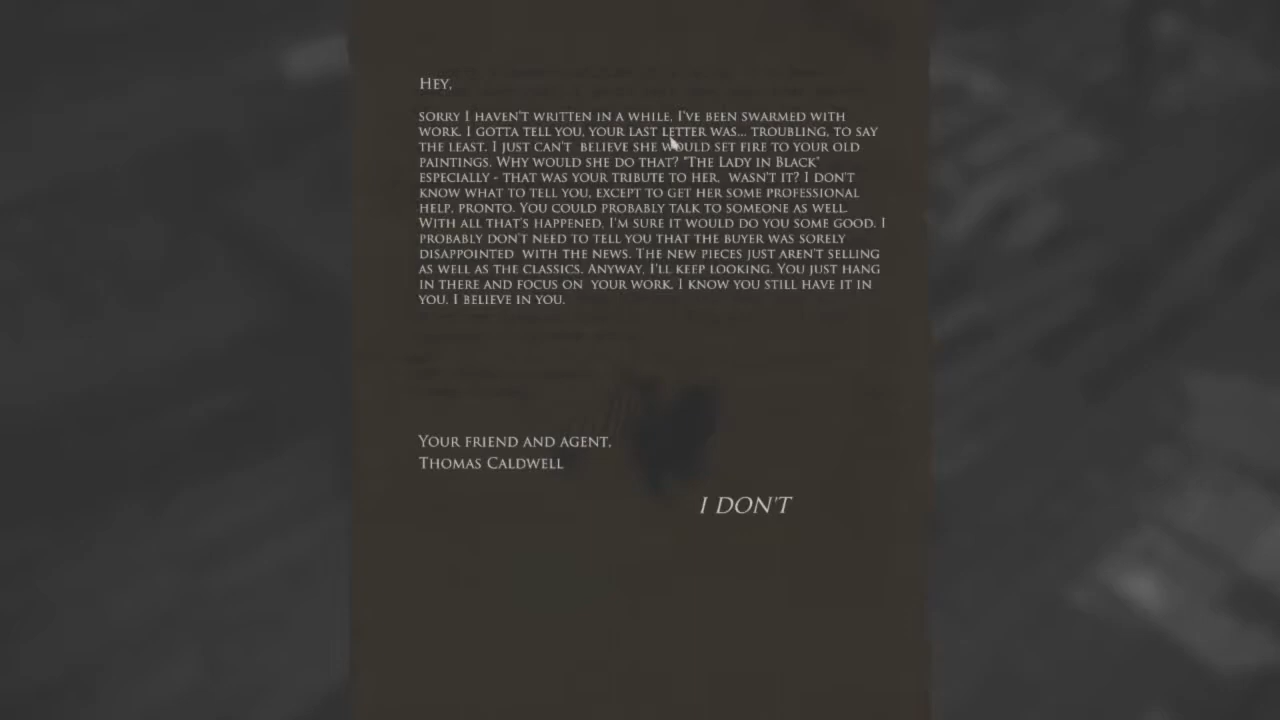 Hey,
sorry I haven't written in a while, I've been swarmed with
work. I gotta tell you, your last letter was... troubling, to say
the least. I just can't believe she would set fire to your old
paintings. Why would she do that? "The Lady in Black"
especially - that was your tribute to her, wasn't it? I don't
know what to tell you, except to get her some professional
help, pronto. You could probably talk to someone as well.
With all that's happened, I'm sure it would do you some good. I
probably don't need to tell you that the buyer was sorely
disappointed with the news. The new pieces just aren't selling
as well as the classics. Anyway, I'll keep looking. You just hang
in there and focus on your work. I know you still have it in
you. I believe in you.
Your friend and agent,
Thomas Caldwell
I DON'T